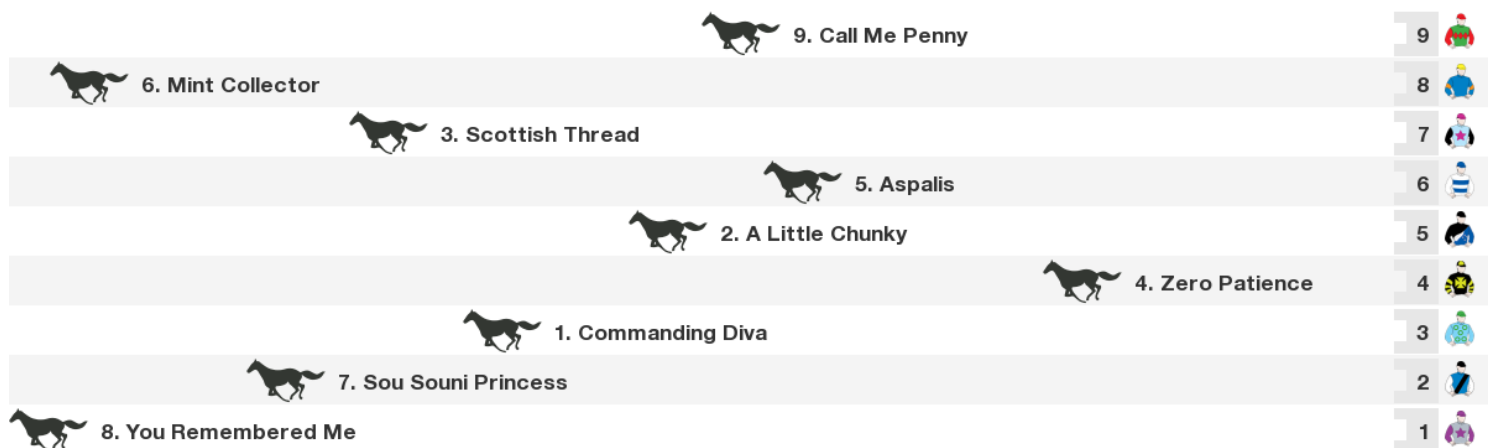 9. Call Me Penny 9
6. Mint Collector 8
3. Scottish Thread 7
5. Aspalis 6
2. A Little Chunky 5
4. Zero Patience 4
1. Commanding Diva 3
7. Sou Souni Princess 2
8. You Remembered Me 1